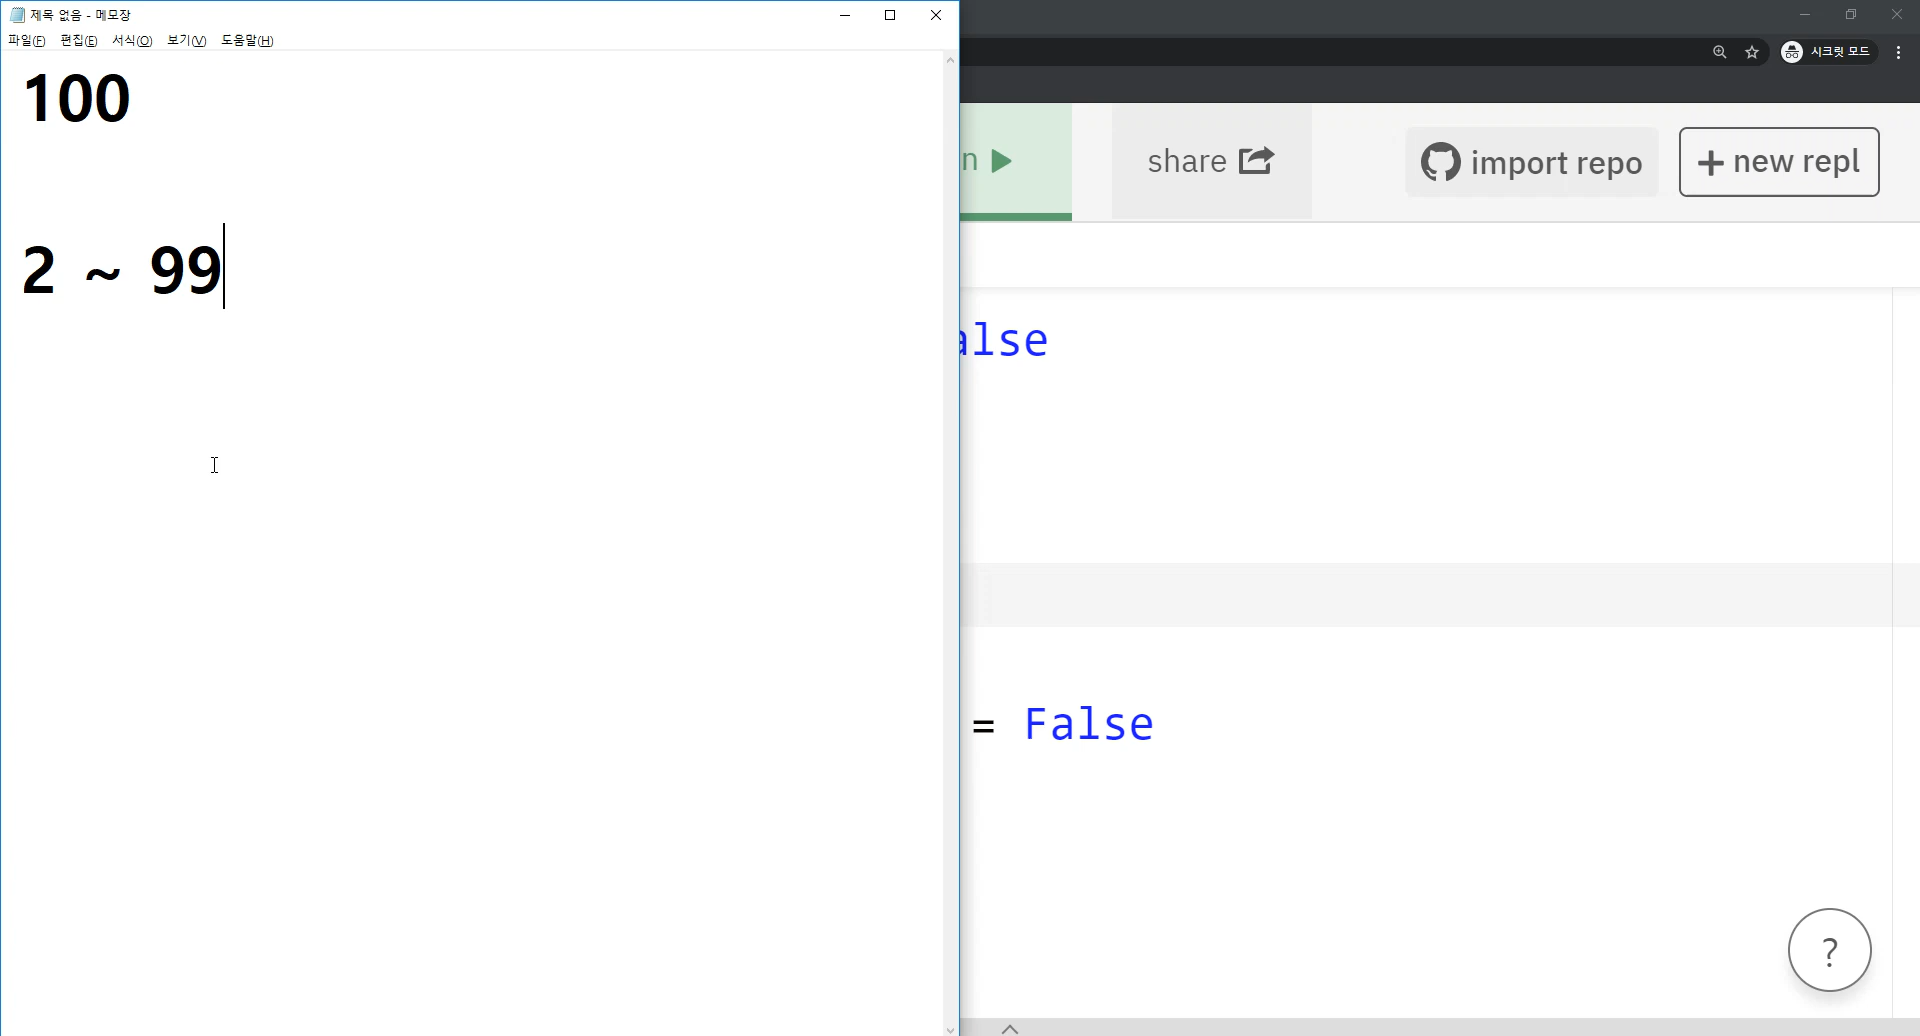 제목 없음 - 메모장
파일(F) 편집(E) 서식(O) 보기(V) 도움말(H)
100
2 ~ 99
시크릿 모드
n
share
import repo
+ new repl
alse
= False
?